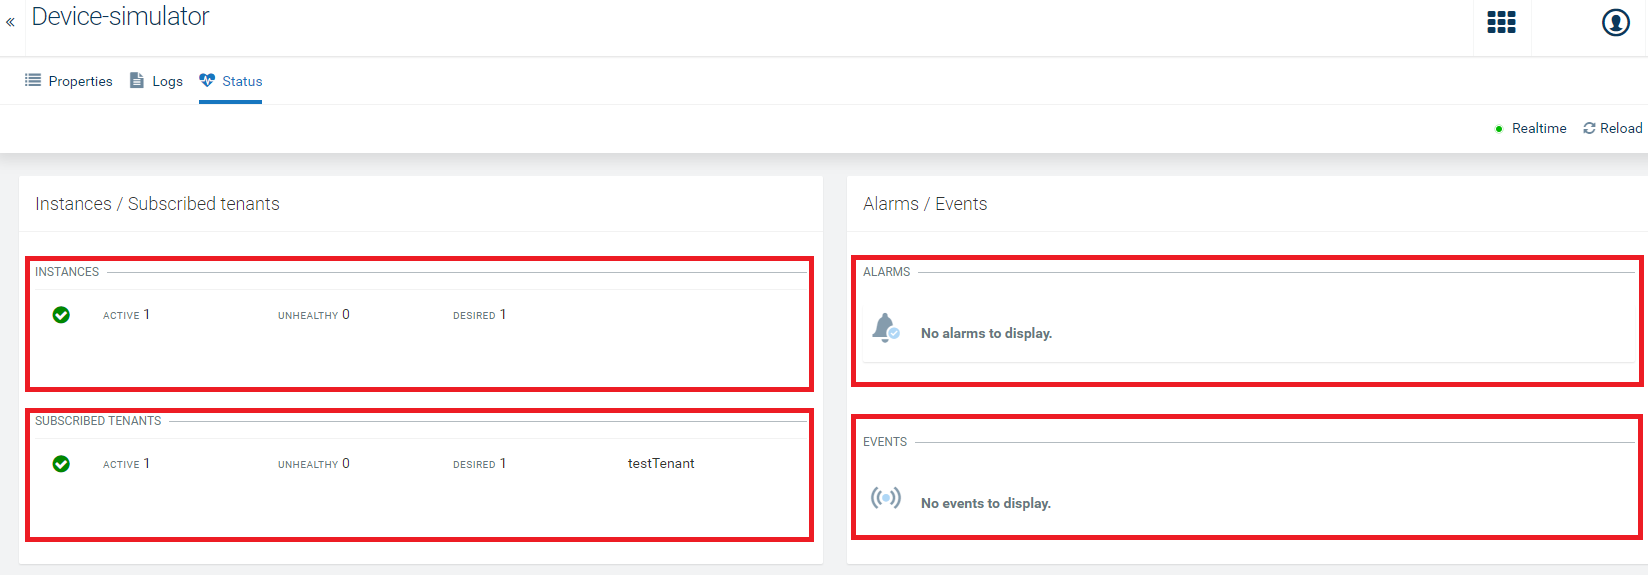 « Device-simulator
Properties Logs Status
Realtime Reload
Instances / Subscribed tenants
INSTANCES
ACTIVE 1 UNHEALTHY 0 DESIRED 1
SUBSCRIBED TENANTS
ACTIVE 1 UNHEALTHY 0 DESIRED 1 testTenant
Alarms / Events
ALARMS
No alarms to display.
EVENTS
No events to display.